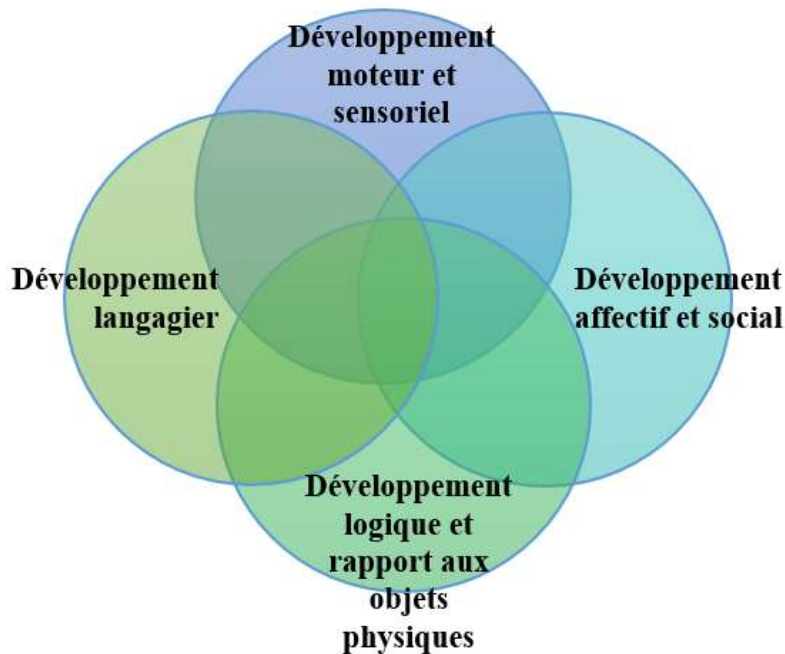 Développement
moteur et
sensoriel
Développement
langagier
Développement
affectif et social
Développement
logique et
rapport aux
objets
physiques